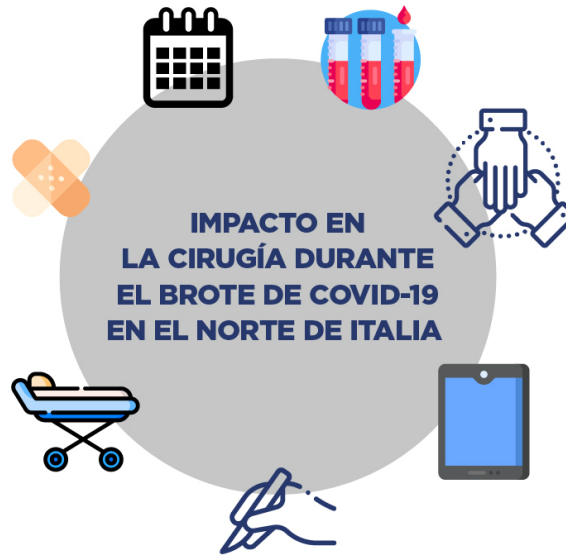 IMPACTO EN
LA CIRUGÍA DURANTE
EL BROTE DE COVID-19
EN EL NORTE DE ITALIA